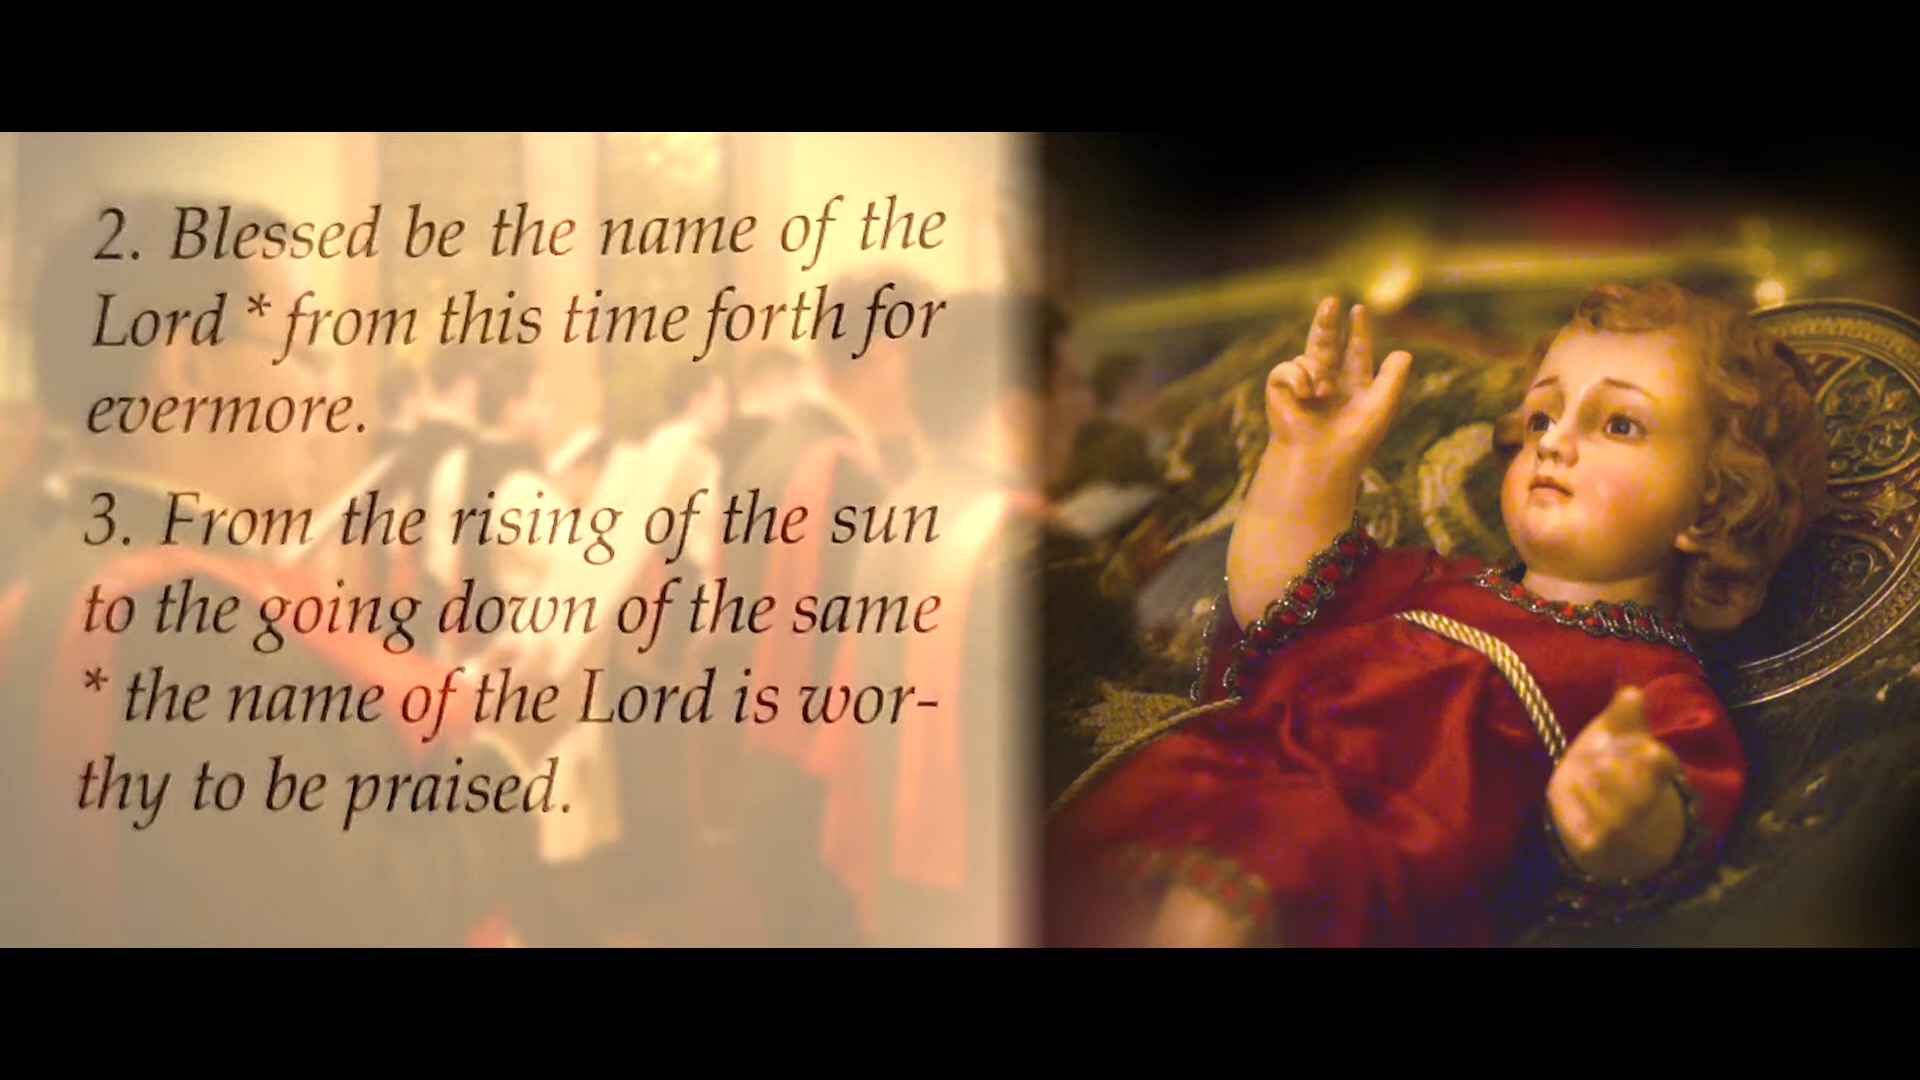 2. Blessed be the name of the
Lord * from this time forth for
evermore.
3. From the rising of the sun
to the going down of the same
* the name of the Lord is wor-
thy to be praised.